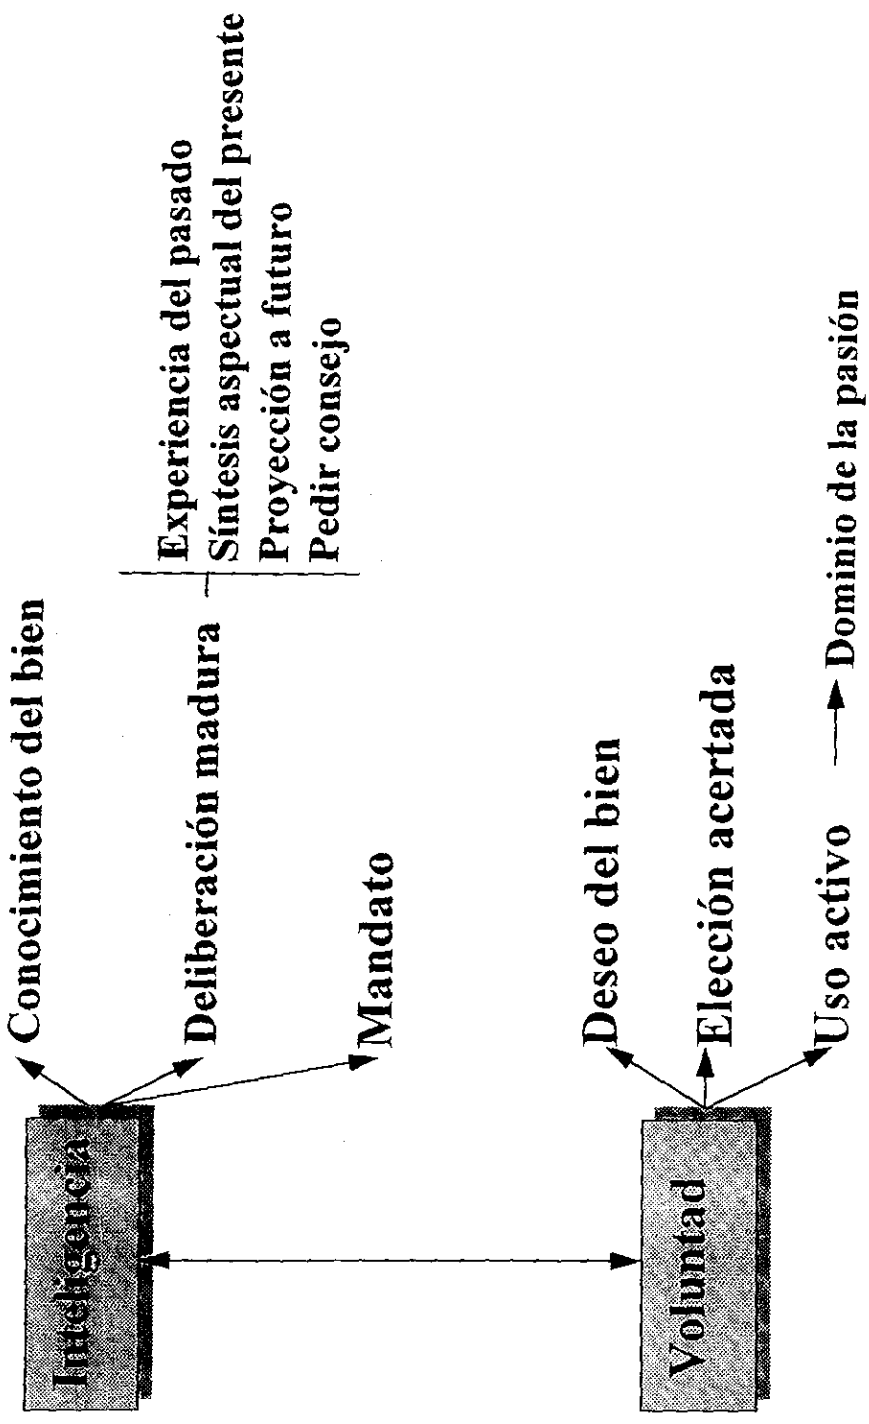 Inteligencia
Conocimiento del bien
Deliberación madura
Experiencia del pasado
Síntesis aspectual del presente
Proyección a futuro
Pedir consejo
Mandato
Voluntad
Deseo del bien
Elección acertada
Uso activo
Dominio de la pasión